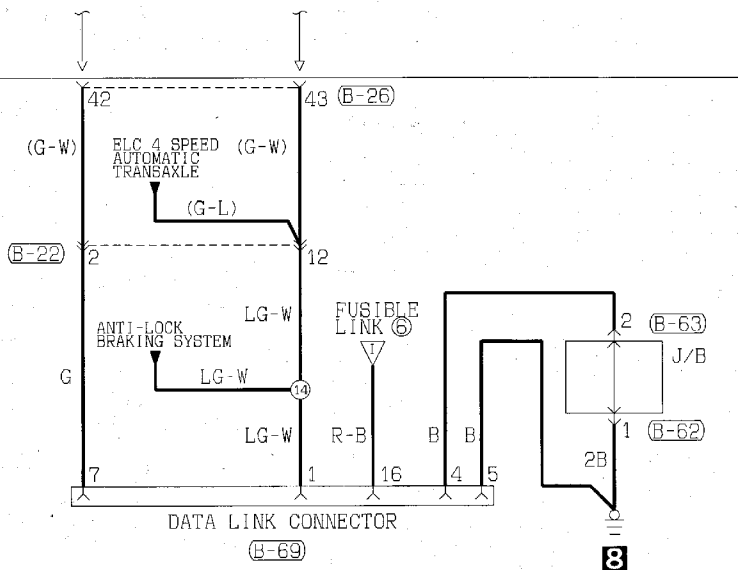 42
43 (B-26)
(G-W)
ELC 4 SPEED
AUTOMATIC
TRANSAXLE
(G-W)
(G-L)
(B-22) 2
12
LG-W
FUSIBLE
LINK ⑥
I
2 (B-63)
J/B
ANTI-LOCK
BRAKING SYSTEM
G
LG-W
14
LG-W
R-B
B
B
1 (B-62)
2B
7
1
16
4
5
DATA LINK CONNECTOR
(B-69)
8